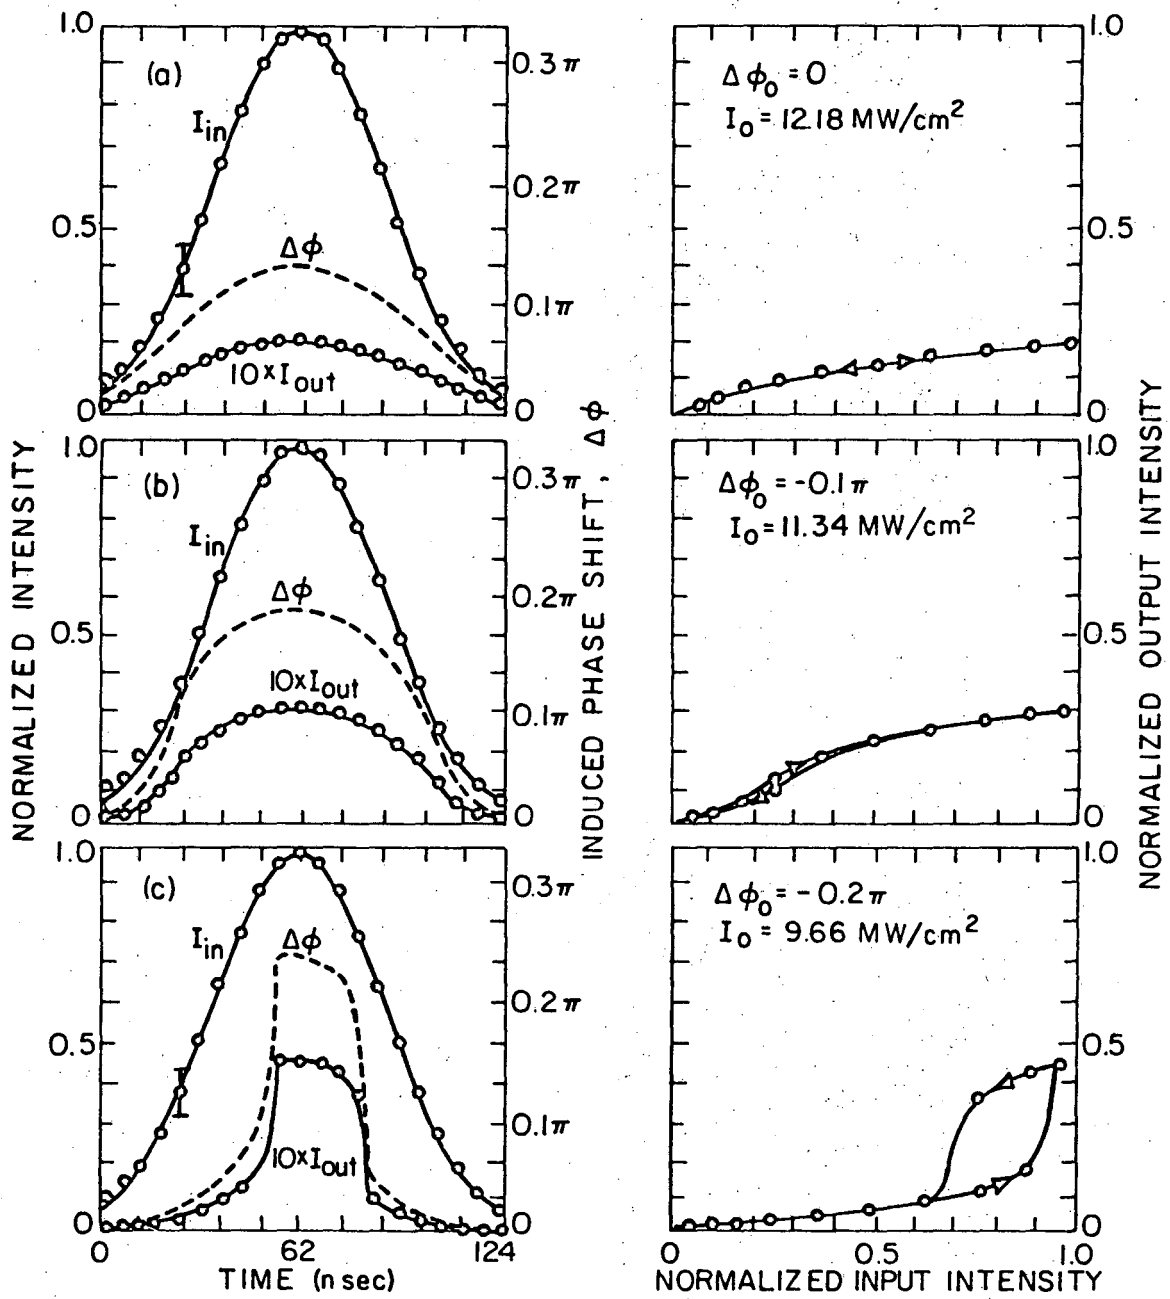 1.0
(a)
I_in
0.5
Δφ
10×I_out
0
0.3π
0.2π
0.1π
0
Δφ₀ = 0
I₀ = 12.18 MW/cm²
1.0
0.5
0
1.0
(b)
I_in
0.5
Δφ
10×I_out
0
0.3π
0.2π
0.1π
0
Δφ₀ = -0.1π
I₀ = 11.34 MW/cm²
1.0
0.5
0
1.0
(c)
I_in
0.5
Δφ
10×I_out
0
0.3π
0.2π
0.1π
0
Δφ₀ = -0.2π
I₀ = 9.66 MW/cm²
1.0
0.5
0
0 62 124
TIME (nsec)
0 0.5 1.0
NORMALIZED INPUT INTENSITY
NORMALIZED INTENSITY
INDUCED PHASE SHIFT, Δφ
NORMALIZED OUTPUT INTENSITY